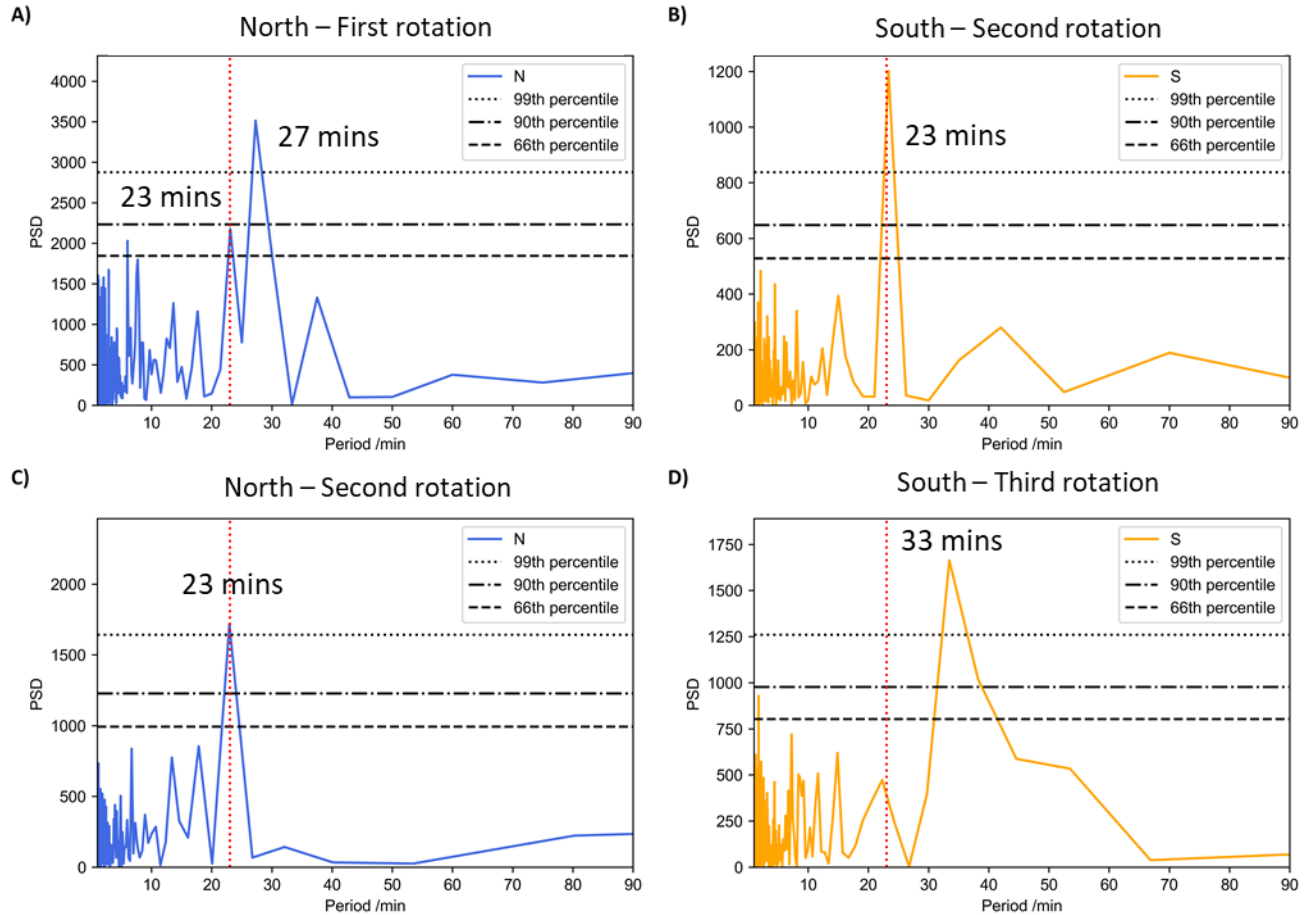 A)
North – First rotation
4000
3500
3000
2500
2000
1500
1000
500
0
PSD
N
99th percentile
90th percentile
66th percentile
27 mins
23 mins
10 20 30 40 50 60 70 80 90
Period /min
B)
South – Second rotation
1200
1000
800
600
400
200
0
PSD
S
99th percentile
90th percentile
66th percentile
23 mins
10 20 30 40 50 60 70 80 90
Period /min
C)
North – Second rotation
2000
1500
1000
500
0
PSD
N
99th percentile
90th percentile
66th percentile
23 mins
10 20 30 40 50 60 70 80 90
Period /min
D)
South – Third rotation
1750
1500
1250
1000
750
500
250
0
PSD
S
99th percentile
90th percentile
66th percentile
33 mins
10 20 30 40 50 60 70 80 90
Period /min